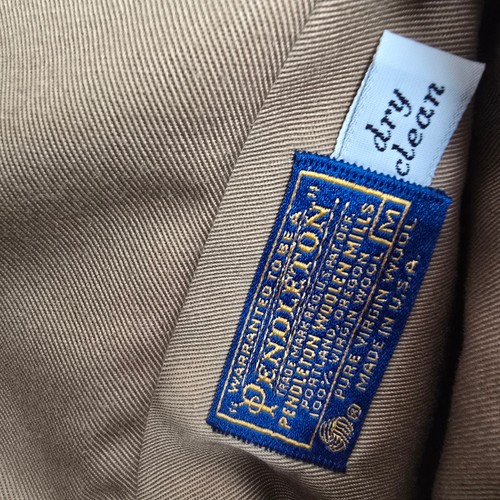 dry
clean
"WARRANTED TO BE A
"PENDLETON"
TRADE MARK REG. U.S. PAT. OFF.
PENDLETON WOOLEN MILLS
PORTLAND, OREGON
100% VIRGIN WOOL
M
PURE VIRGIN WOOL
MADE IN U.S.A.
®